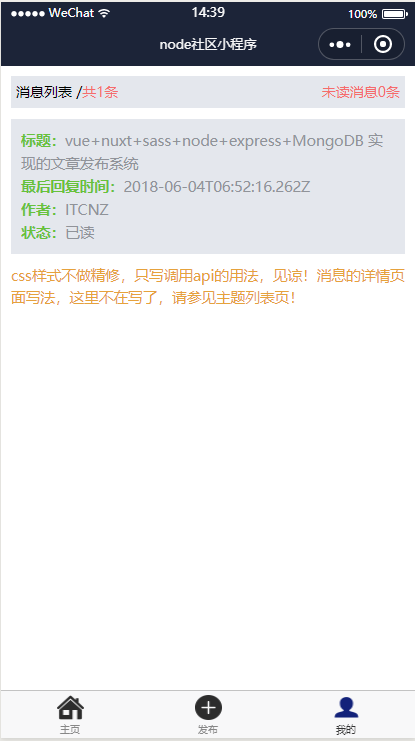 WeChat 14:39 100%
node社区小程序
消息列表 /共1条 未读消息0条
标题：vue+nuxt+sass+node+express+MongoDB 实
现的文章发布系统
最后回复时间：2018-06-04T06:52:16.262Z
作者：ITCNZ
状态：已读
css样式不做精修，只写调用api的用法，见谅！消息的详情页
面写法，这里不在写了，请参见主题列表页！
主页 发布 我的